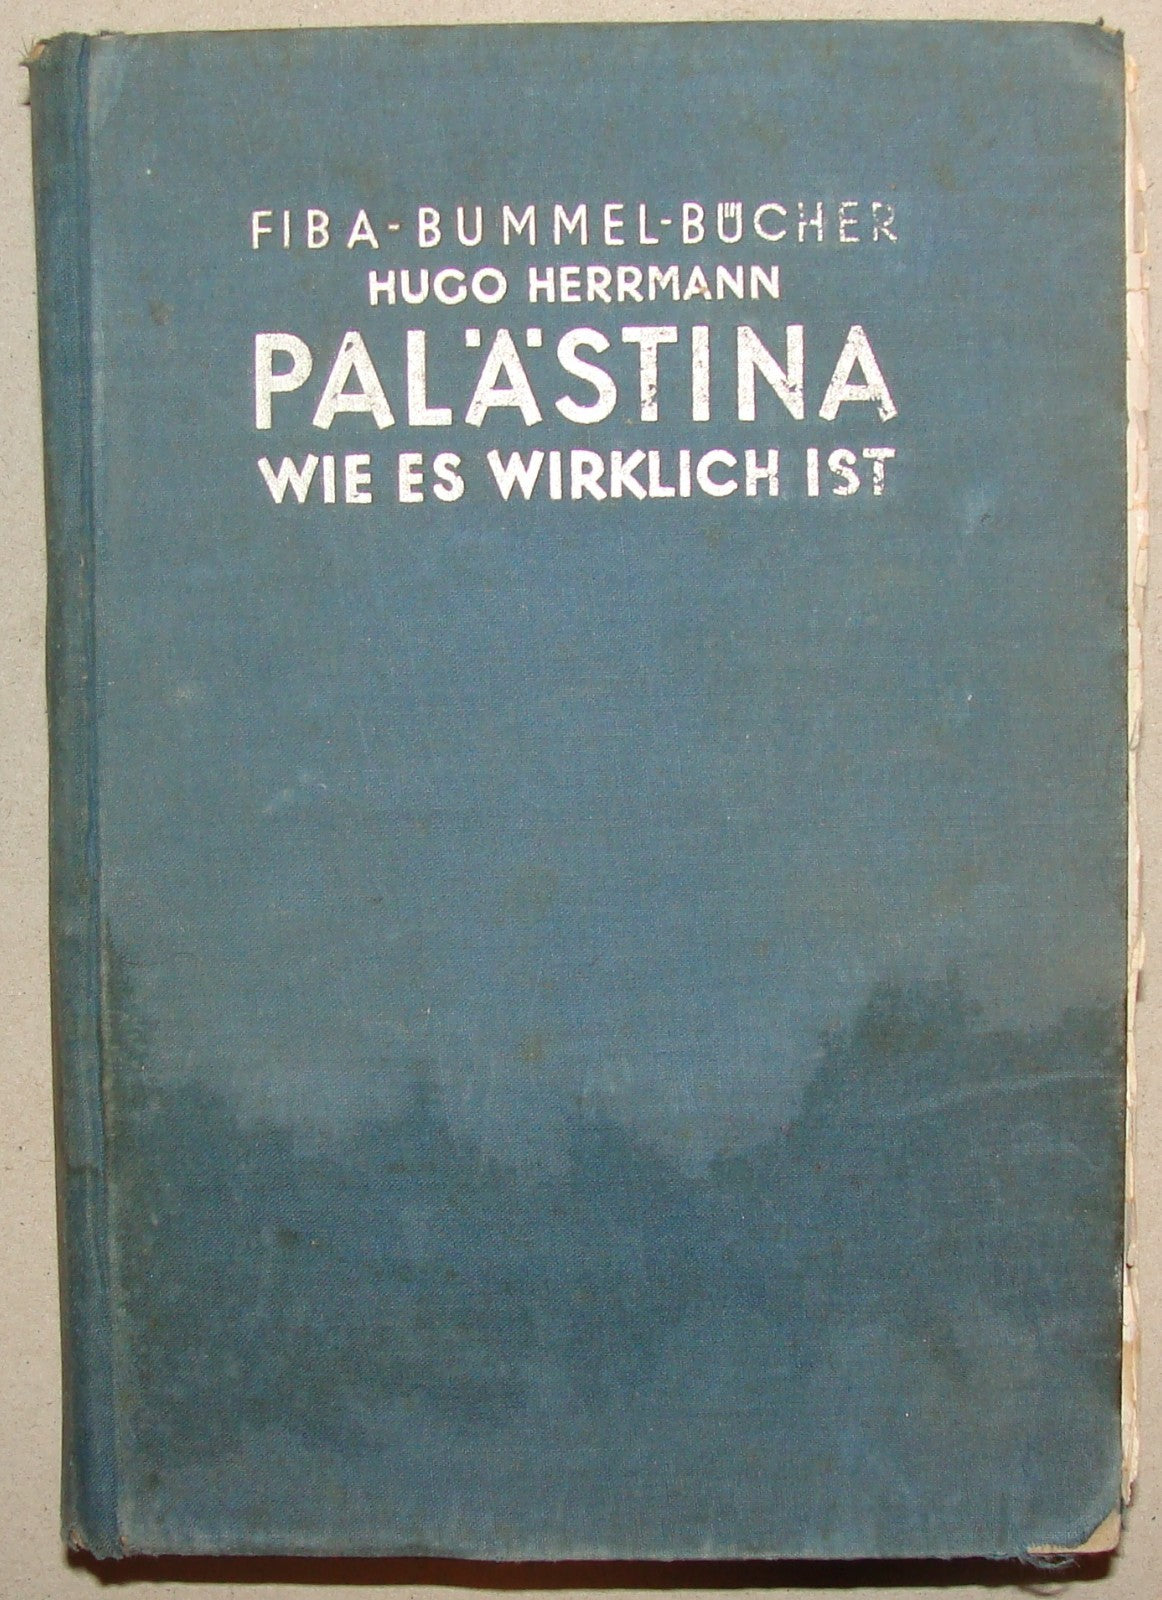 FIBA-BUMMEL-BÜCHER
HUGO HERRMANN
PALÄSTINA
WIE ES WIRKLICH IST